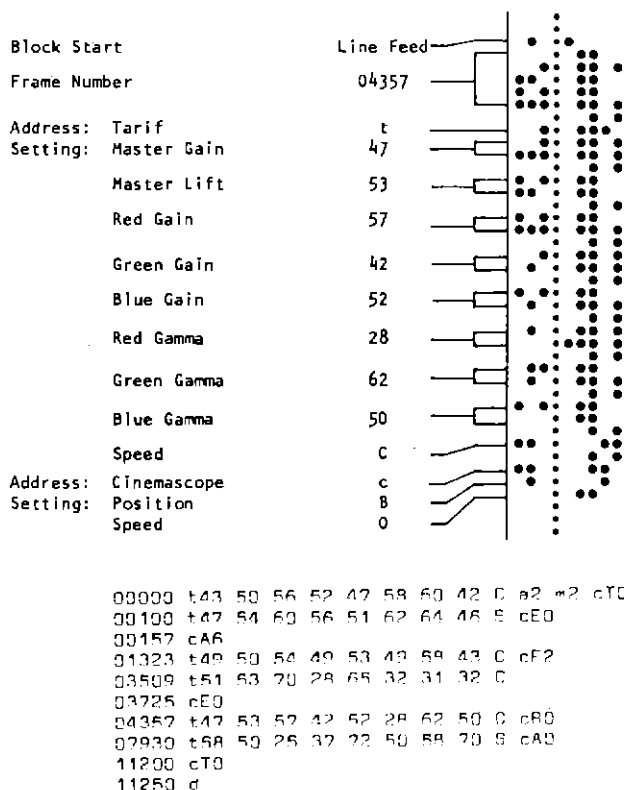 Block Start Line Feed
Frame Number 04357
Address: Tarif t
Setting: Master Gain 47
Master Lift 53
Red Gain 57
Green Gain 42
Blue Gain 52
Red Gamma 28
Green Gamma 62
Blue Gamma 50
Speed C
Address: Cinemascope c
Setting: Position B
Speed 0
00000 t43 50 56 52 47 58 60 42 C a2 m2 cT0
00100 t47 54 60 56 51 62 64 46 S cE0
00157 cA6
01323 t49 50 54 49 53 49 58 43 C cF2
03509 t51 53 70 28 65 32 31 32 C
03725 cE0
04357 t47 53 57 42 52 28 62 50 C cB0
07930 t58 50 25 37 72 50 58 70 S cA0
11200 cT0
11250 d